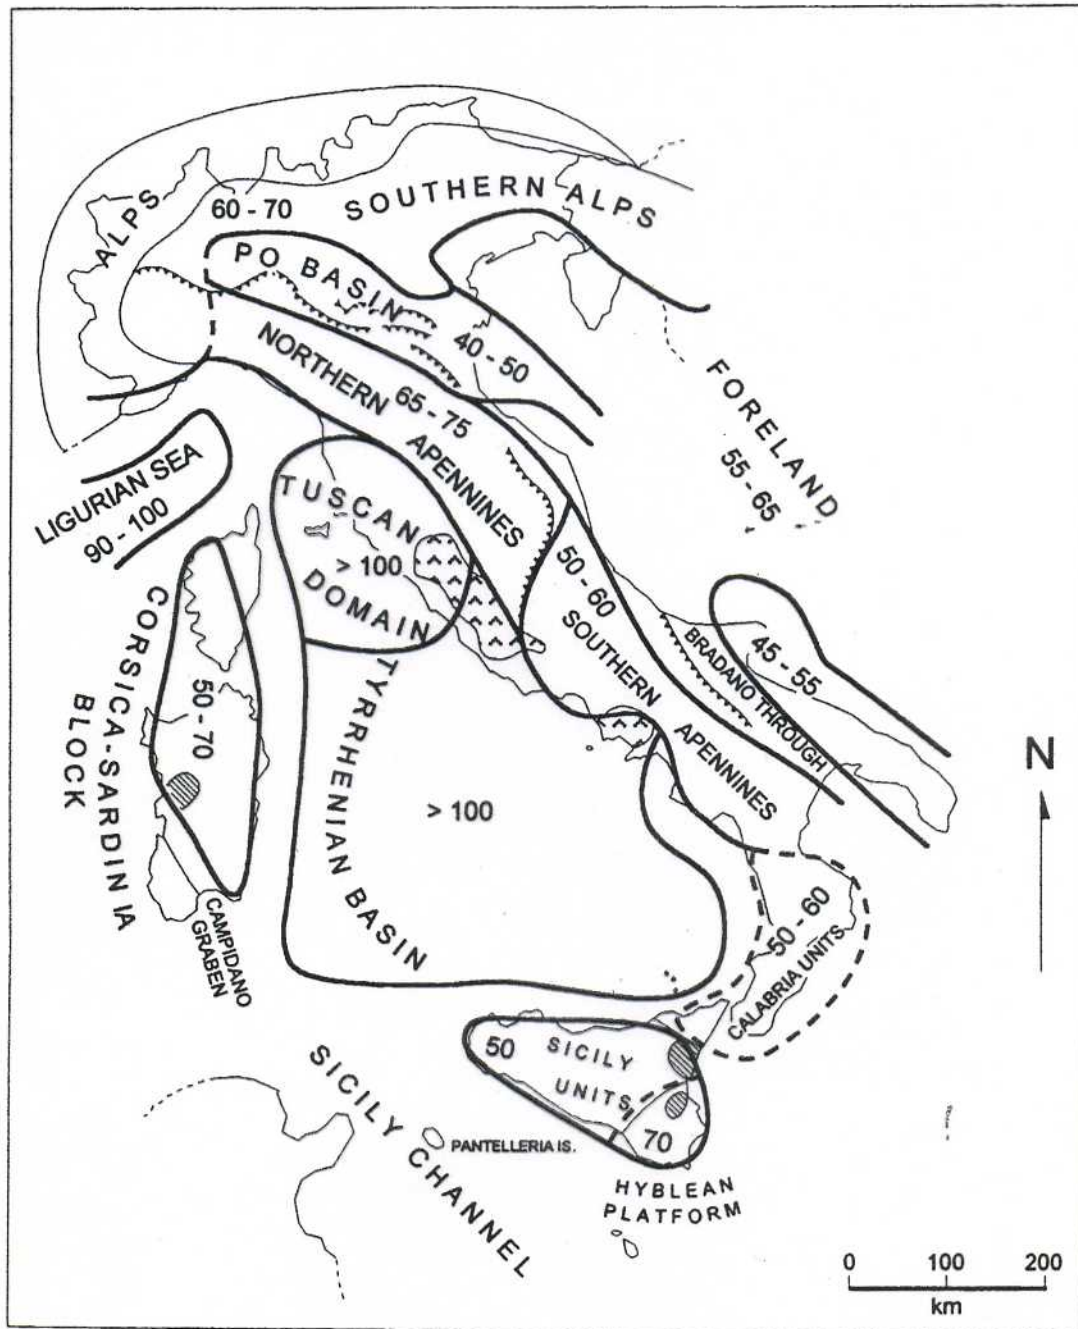 ALPS
60 - 70
SOUTHERN ALPS
PO BASIN
40 - 50
NORTHERN
APENNINES
65 - 75
FORELAND
55 - 65
LIGURIAN SEA
90 - 100
TUSCAN
> 100
DOMAIN
50 - 60
SOUTHERN
APENNINES
BRADANO THROUGH
45 - 55
CORSICA-SARDINIA
BLOCK
50 - 70
CAMPIDANO
GRABEN
TYRRHENIAN BASIN
> 100
N
50 - 60
CALABRIA UNITS
50
SICILY
UNITS
70
SICILY CHANNEL
PANTELLERIA IS.
HYBLEAN
PLATFORM
0 100 200
km